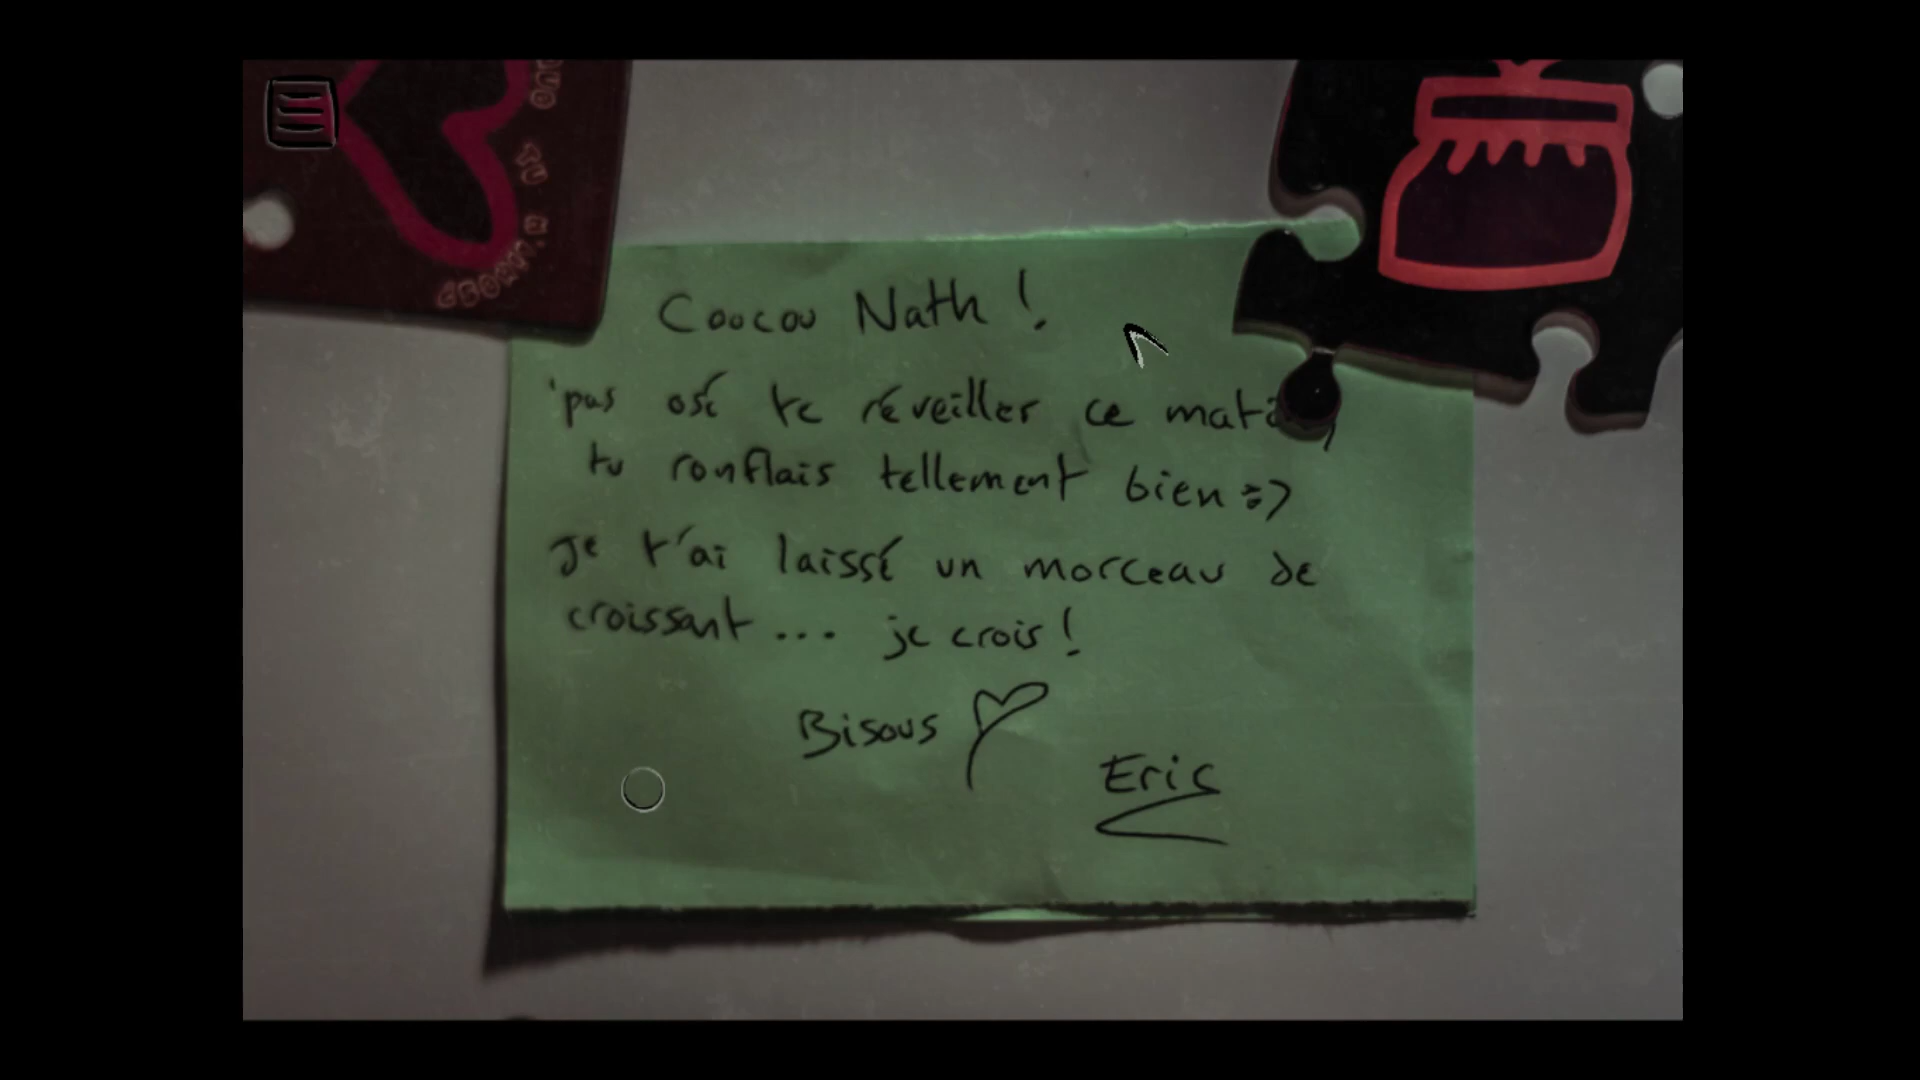 Coucou Nath !
'pas osé te réveiller ce mati ,
tu ronflais tellement bien =>
Je t'ai laissé un morceau de
croissant ... je crois !
Bisous
Eric